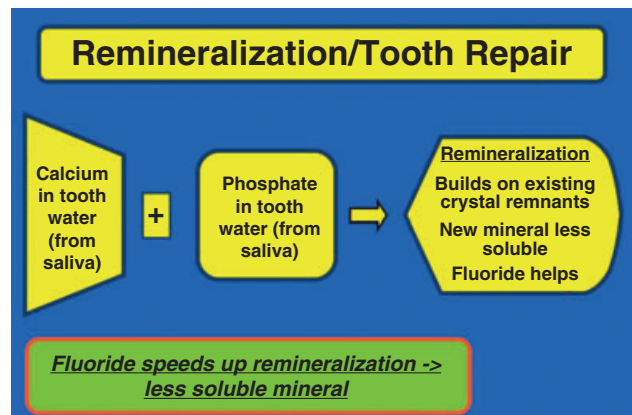 Remineralization/Tooth Repair
Calcium
in tooth
water
(from
saliva)
+
Phosphate
in tooth
water (from
saliva)
Remineralization
Builds on existing
crystal remnants
New mineral less
soluble
Fluoride helps
Fluoride speeds up remineralization ->
less soluble mineral